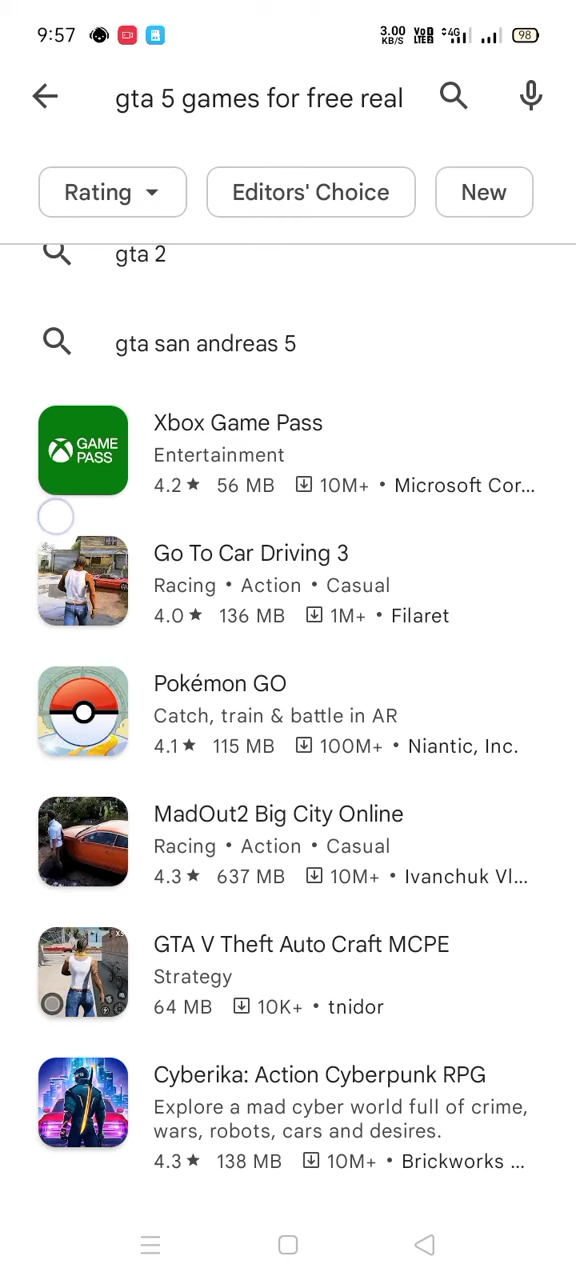 9:57 3.00 KB/S VoD LTE 4G 98
gta 5 games for free real
Rating Editors' Choice New
gta 2
gta san andreas 5
GAME PASS
Xbox Game Pass
Entertainment
4.2★ 56 MB 10M+ • Microsoft Cor...
Go To Car Driving 3
Racing • Action • Casual
4.0★ 136 MB 1M+ • Filaret
Pokémon GO
Catch, train & battle in AR
4.1★ 115 MB 100M+ • Niantic, Inc.
MadOut2 Big City Online
Racing • Action • Casual
4.3★ 637 MB 10M+ • Ivanchuk Vl...
GTA V Theft Auto Craft MCPE
Strategy
64 MB 10K+ • tnidor
Cyberika: Action Cyberpunk RPG
Explore a mad cyber world full of crime,
wars, robots, cars and desires.
4.3★ 138 MB 10M+ • Brickworks ...